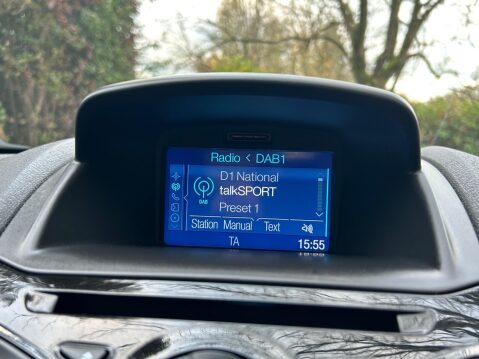 Radio < DAB1
D1 National
talkSPORT
DAB
Preset 1
Station Manual Text
TA 15:55